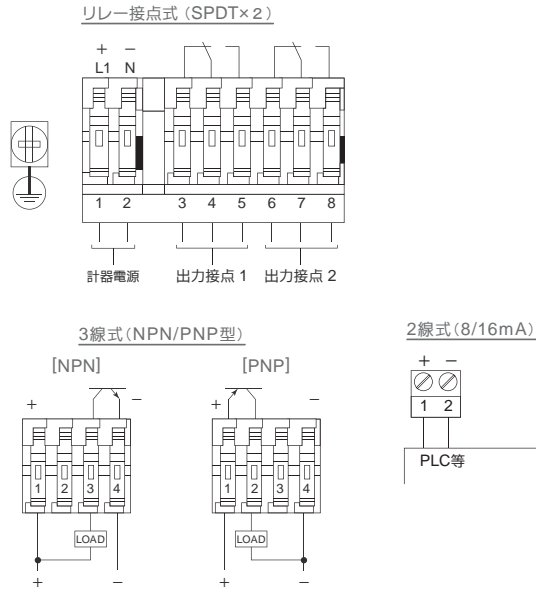 リレー接点式（SPDT×2）
+ −
L1 N
1 2 3 4 5 6 7 8
計器電源 出力接点 1 出力接点 2
3線式（NPN/PNP型）
[NPN] [PNP]
+ − + −
1 2 3 4 1 2 3 4
LOAD LOAD
+ − + −
2線式（8/16mA）
+ −
1 2
PLC等